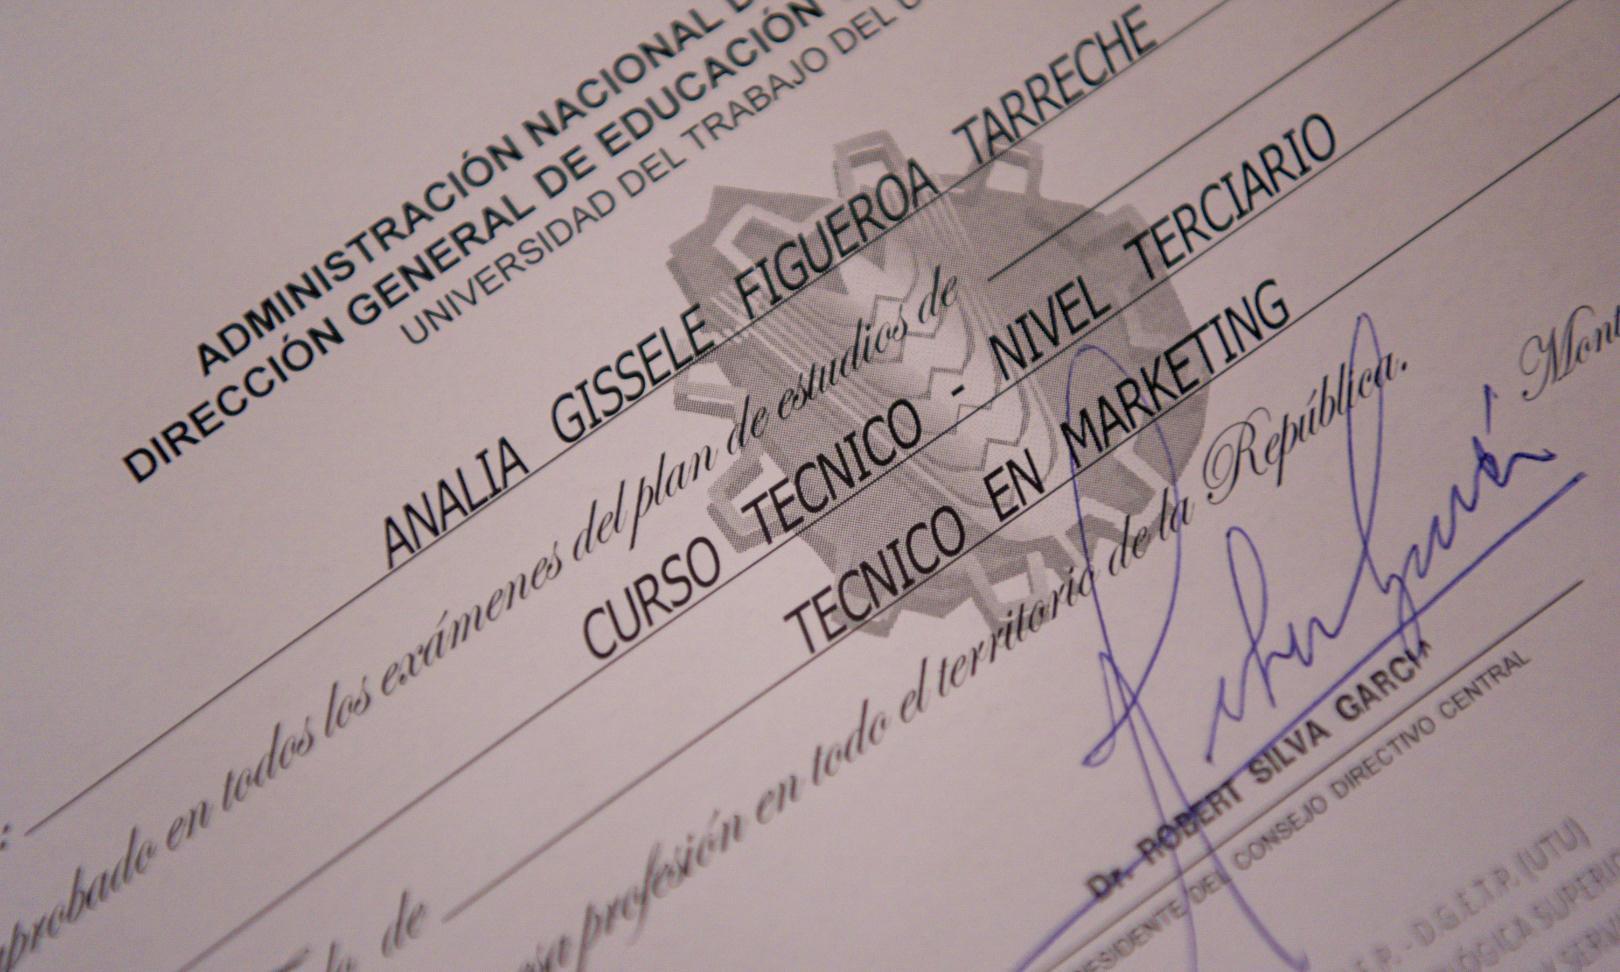 ADMINISTRACIÓN NACIONAL
DIRECCIÓN GENERAL DE EDUCACIÓN
UNIVERSIDAD DEL TRABAJO DEL
ANALIA GISSELE FIGUEROA TARRECHE
aprobado en todos los exámenes del plan de estudios de
CURSO TECNICO - NIVEL TERCIARIO
de TECNICO EN MARKETING
profesión en todo el territorio de la República.
Dr. ROBERT SILVA GARCIA
PRESIDENTE DEL CONSEJO DIRECTIVO CENTRAL
D.G.E.T.P. (UTU)